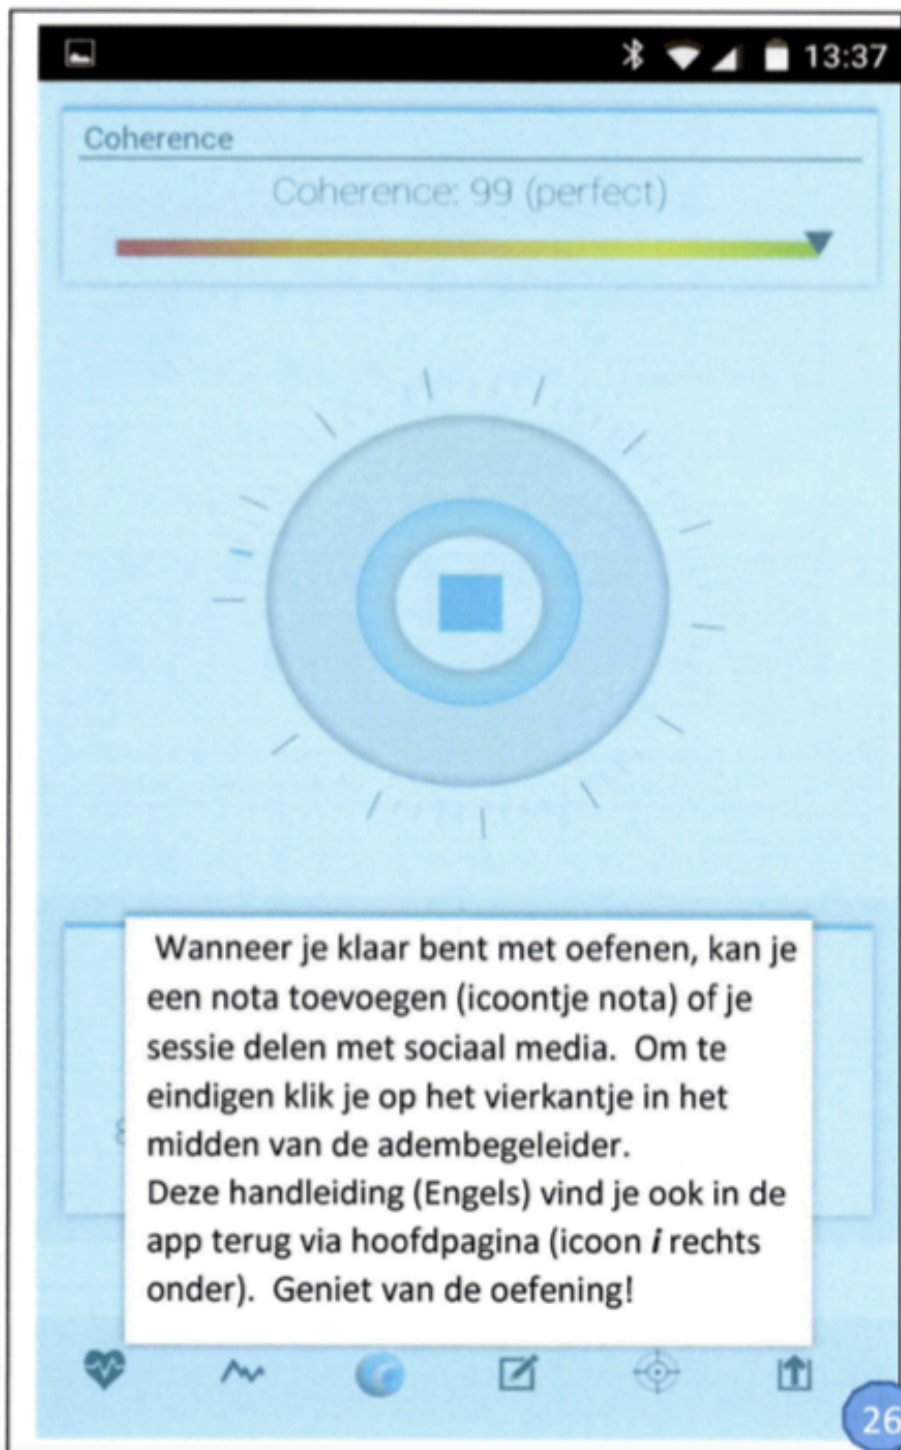 13:37
Coherence
Coherence: 99 (perfect)
Wanneer je klaar bent met oefenen, kan je
een nota toevoegen (icoontje nota) of je
sessie delen met sociaal media.  Om te
eindigen klik je op het vierkantje in het
midden van de adembegeleider.
Deze handleiding (Engels) vind je ook in de
app terug via hoofdpagina (icoon i rechts
onder).  Geniet van de oefening!
26